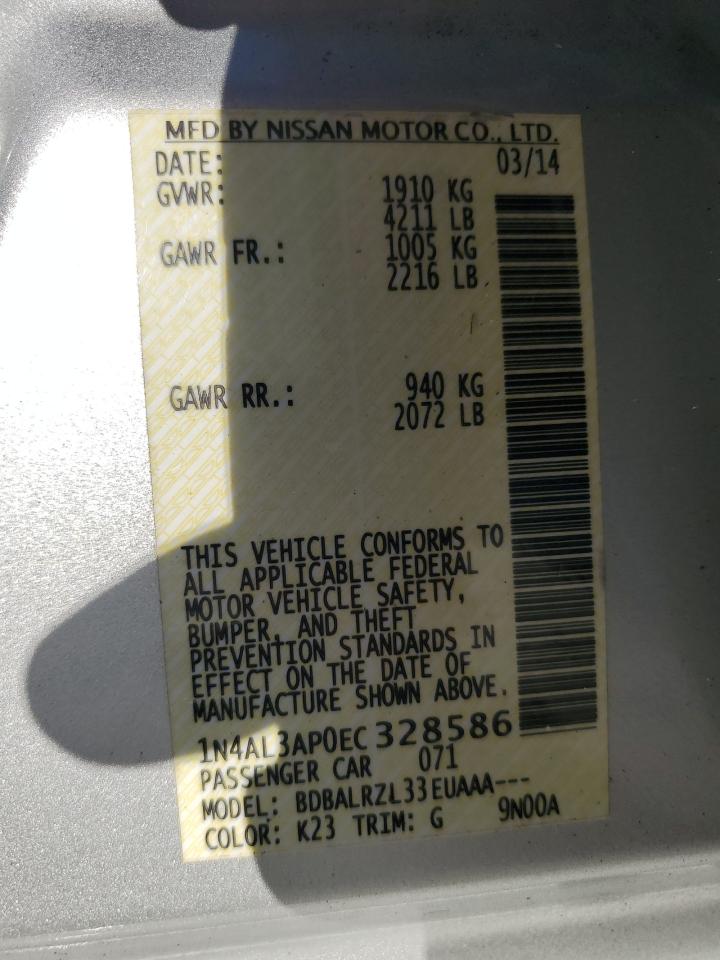 MFD BY NISSAN MOTOR CO., LTD.
DATE: 03/14
GVWR: 1910 KG
4211 LB
GAWR FR.: 1005 KG
2216 LB
GAWR RR.: 940 KG
2072 LB
THIS VEHICLE CONFORMS TO
ALL APPLICABLE FEDERAL
MOTOR VEHICLE SAFETY,
BUMPER, AND THEFT
PREVENTION STANDARDS IN
EFFECT ON THE DATE OF
MANUFACTURE SHOWN ABOVE.
1N4AL3AP0EC328586
PASSENGER CAR 071
MODEL: BDBALRZL33EUAAA---
COLOR: K23 TRIM: G 9N00A